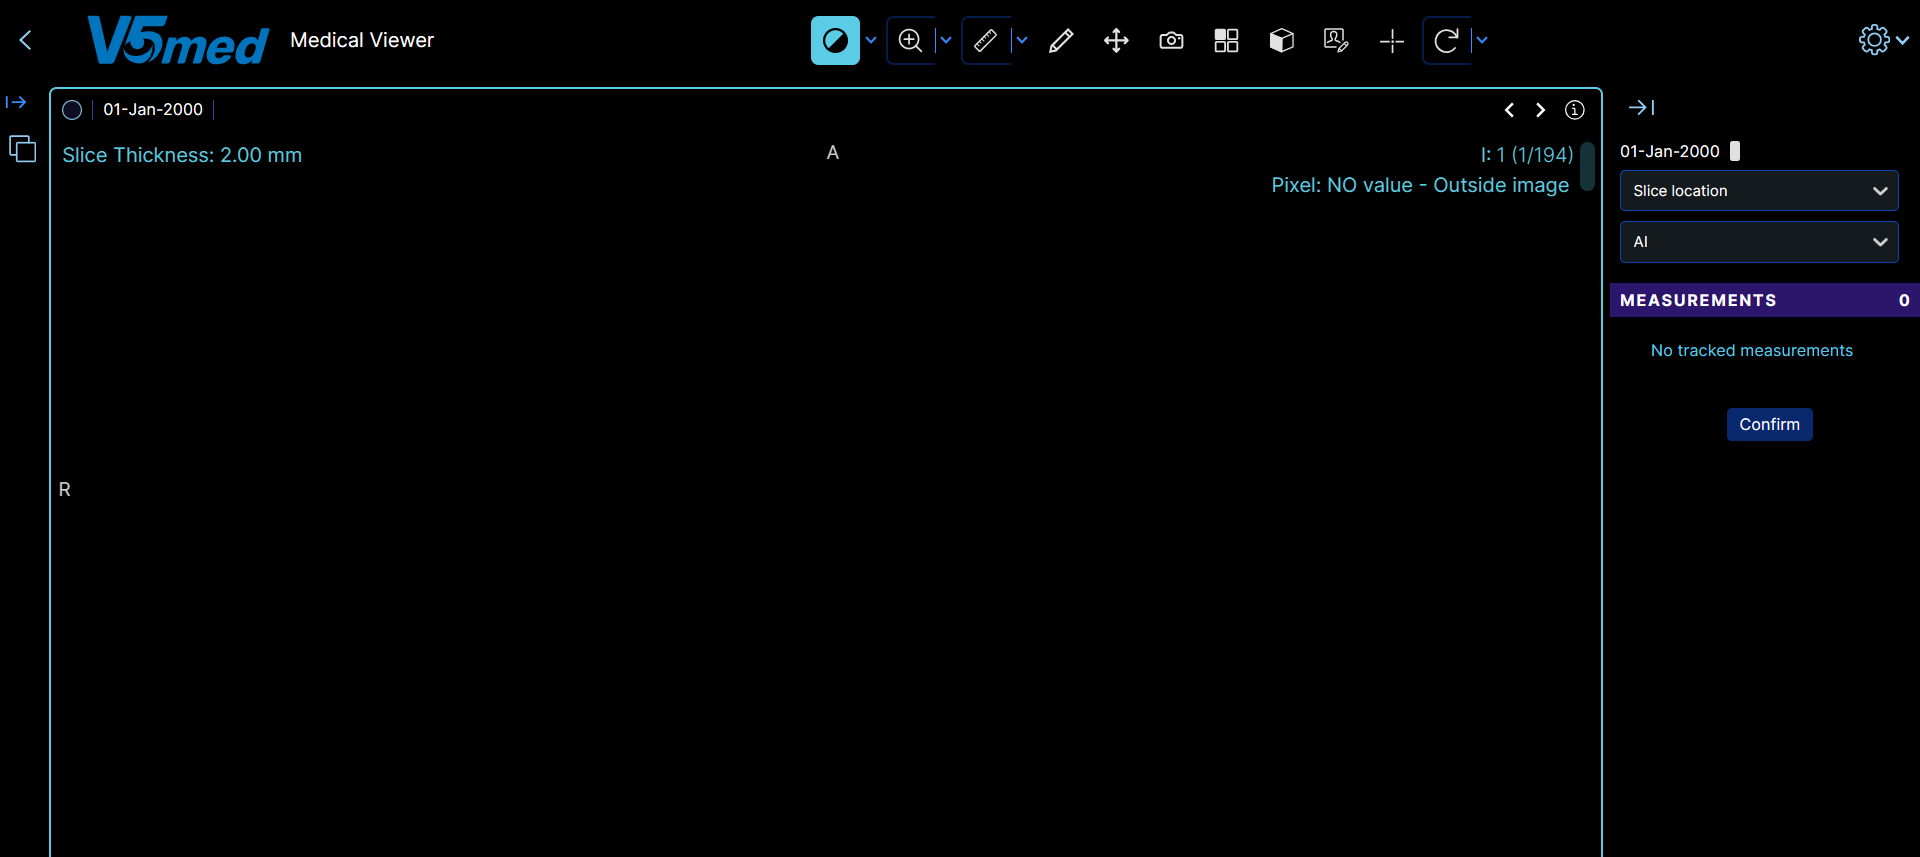 V5med Medical Viewer
01-Jan-2000
Slice Thickness: 2.00 mm
A
I: 1 (1/194)
Pixel: NO value - Outside image
R
01-Jan-2000
Slice location
AI
MEASUREMENTS 0
No tracked measurements
Confirm